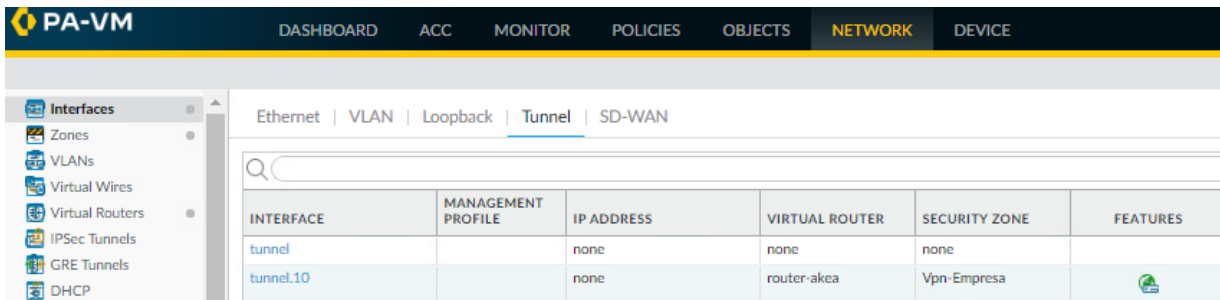 PA-VM
DASHBOARD ACC MONITOR POLICIES OBJECTS NETWORK DEVICE
Interfaces
Zones
VLANs
Virtual Wires
Virtual Routers
IPSec Tunnels
GRE Tunnels
DHCP
Ethernet | VLAN | Loopback | Tunnel | SD-WAN
INTERFACE MANAGEMENT PROFILE IP ADDRESS VIRTUAL ROUTER SECURITY ZONE FEATURES
tunnel none none none
tunnel.10 none router-akea Vpn-Empresa